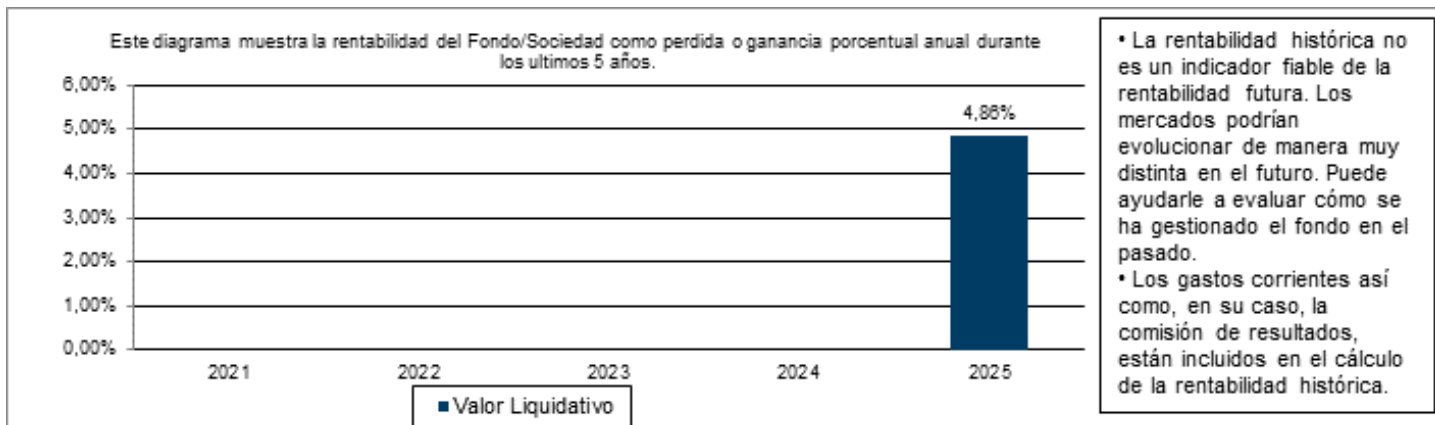 Este diagrama muestra la rentabilidad del Fondo/Sociedad como perdida o ganancia porcentual anual durante
los ultimos 5 años.
6,00%
5,00%
4,00%
3,00%
2,00%
1,00%
0,00%
4,86%
2021 2022 2023 2024 2025
Valor Liquidativo
• La rentabilidad histórica no
es un indicador fiable de la
rentabilidad futura. Los
mercados podrían
evolucionar de manera muy
distinta en el futuro. Puede
ayudarle a evaluar cómo se
ha gestionado el fondo en el
pasado.
• Los gastos corrientes así
como, en su caso, la
comisión de resultados,
están incluidos en el cálculo
de la rentabilidad histórica.